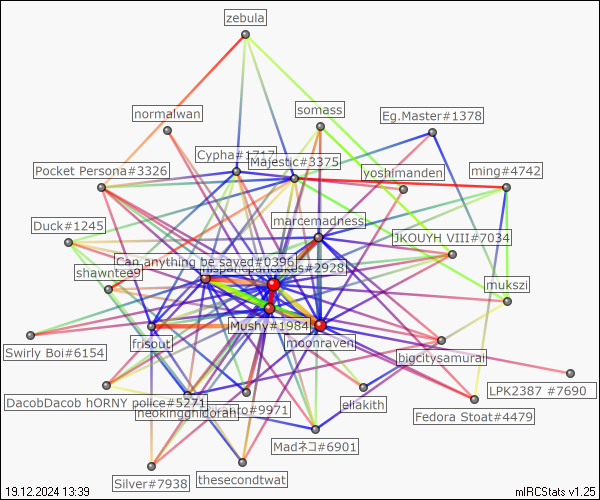 zebula
normalwan
somass
Eg.Master#1378
Cypha#1717
Majestic#3375
Pocket Persona#3326
yoshimanden
ming#4742
Duck#1245
marcemadness
JKOUYH VIII#7034
Can anything be saved#0396
#2928
shawntee9
mukszi
Mushy#1984
frisout
moonraven
Swirly Boi#6154
bigcitysamurai
LPK2387 #7690
DacobDacob hORNY police#5271
neokingghidorah
#9971
eliakith
Fedora Stoat#4479
Madネコ#6901
Silver#7938
thesecondtwat
19.12.2024 13:39
mIRCStats v1.25